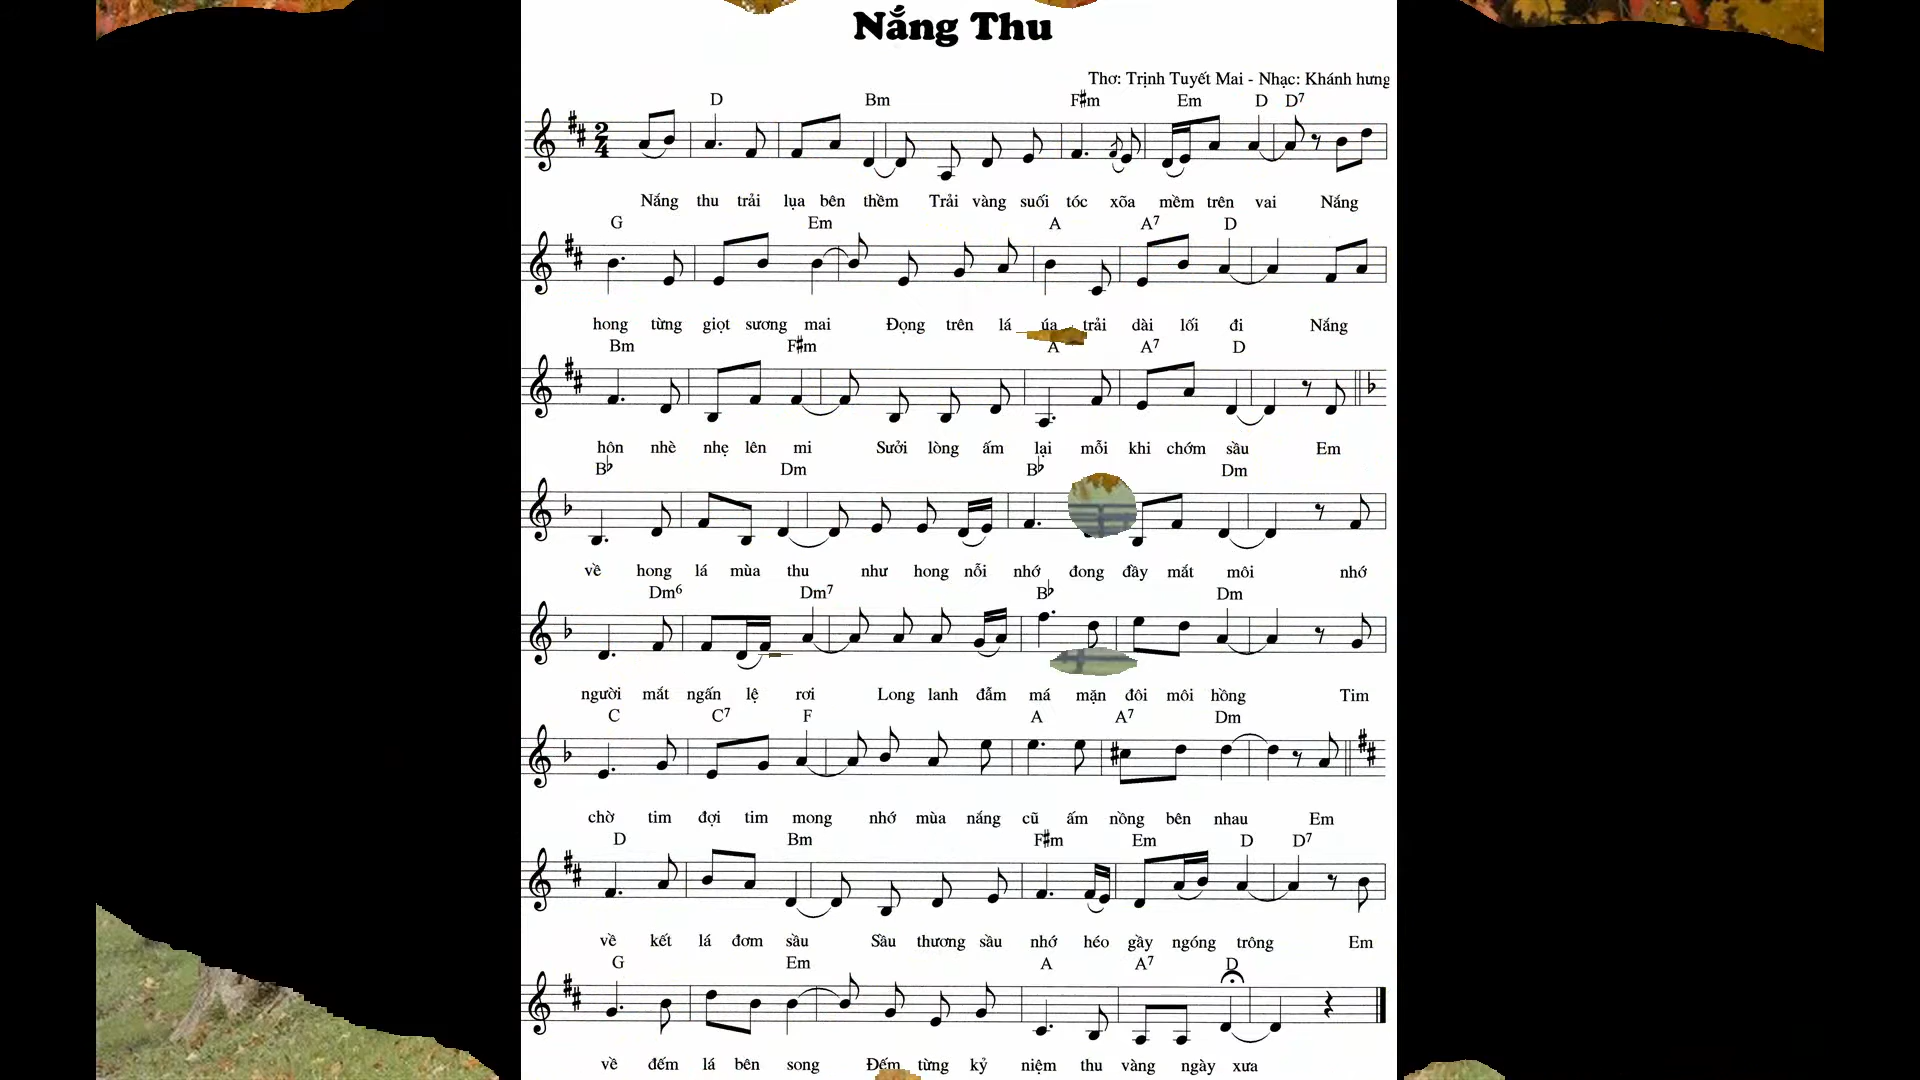 Nắng Thu
Thơ: Trịnh Tuyết Mai - Nhạc: Khánh hưng
D Bm F#m Em D D7
2
4
Nắng thu trải lụa bên thềm Trải vàng suối tóc xõa mềm trên vai Nắng
G Em A A7 D
hong từng giọt sương mai Đọng trên lá úa trải dài lối đi Nắng
Bm F#m A A7 D
hôn nhè nhẹ lên mi Sưởi lòng ấm lại mỗi khi chớm sầu Em
B♭ Dm B♭ Dm
về hong lá mùa thu như hong nỗi nhớ đong đầy mắt môi nhớ
Dm6 Dm7 B♭ Dm
người mắt ngấn lệ rơi Long lanh đẫm má mặn đôi môi hồng Tim
C C7 F A A7 Dm
chờ tim đợi tim mong nhớ mùa nắng cũ ấm nồng bên nhau Em
D Bm F#m Em D D7
về kết lá đơm sầu Sầu thương sầu nhớ héo gầy ngóng trông Em
G Em A A7 D
về đếm lá bên song Đếm từng kỷ niệm thu vàng ngày xưa